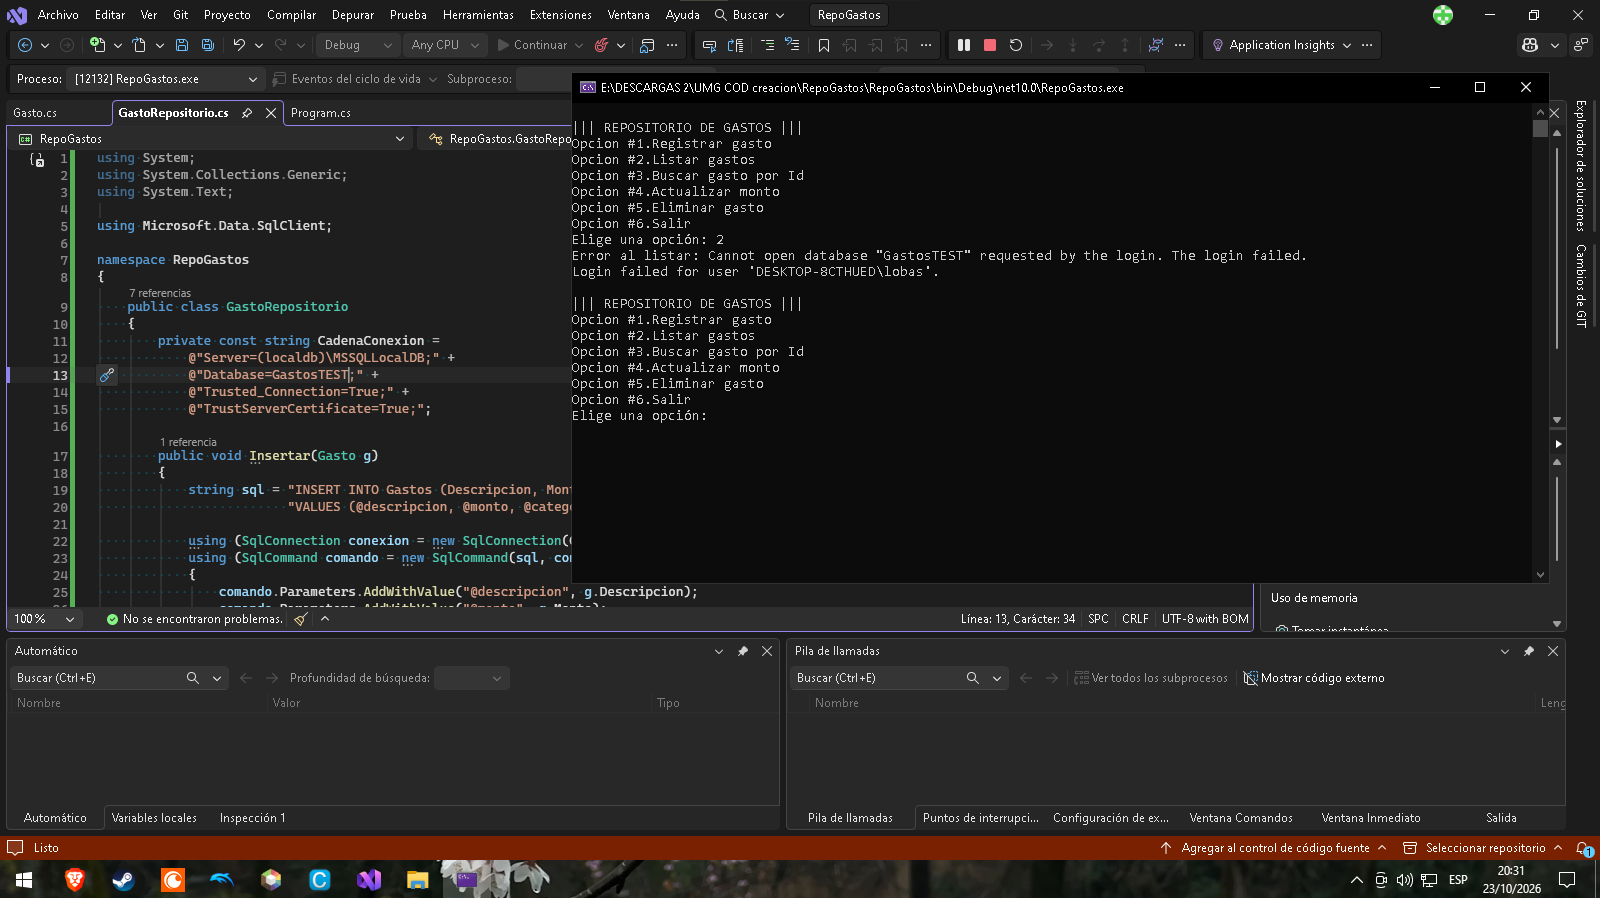 Archivo Editar Ver Git Proyecto Compilar Depurar Prueba Herramientas Extensiones Ventana Ayuda Buscar RepoGastos
Debug Any CPU Continuar Application Insights
Proceso: [12132] RepoGastos.exe Eventos del ciclo de vida Subproceso:
Gasto.cs GastoRepositorio.cs Program.cs
RepoGastos RepoGastos.GastoRepo
1 using System;
2 using System.Collections.Generic;
3 using System.Text;
4
5 using Microsoft.Data.SqlClient;
6
7 namespace RepoGastos
8 {
7 referencias
9 public class GastoRepositorio
10 {
11 private const string CadenaConexion =
12 @"Server=(localdb)\MSSQLLocalDB;" +
13 @"Database=GastosTEST;" +
14 @"Trusted_Connection=True;" +
15 @"TrustServerCertificate=True;";
16
1 referencia
17 public void Insertar(Gasto g)
18 {
19 string sql = "INSERT INTO Gastos (Descripcion, Mont
20 "VALUES (@descripcion, @monto, @catego
21
22 using (SqlConnection conexion = new SqlConnection(
23 using (SqlCommand comando = new SqlCommand(sql, con
24 {
25 comando.Parameters.AddWithValue("@descripcion", g.Descripcion);
100 % No se encontraron problemas. Línea: 13, Carácter: 34 SPC CRLF UTF-8 with BOM
E:\DESCARGAS 2\UMG COD creacion\RepoGastos\RepoGastos\bin\Debug\net10.0\RepoGastos.exe
||| REPOSITORIO DE GASTOS |||
Opcion #1.Registrar gasto
Opcion #2.Listar gastos
Opcion #3.Buscar gasto por Id
Opcion #4.Actualizar monto
Opcion #5.Eliminar gasto
Opcion #6.Salir
Elige una opción: 2
Error al listar: Cannot open database "GastosTEST" requested by the login. The login failed.
Login failed for user 'DESKTOP-8CTHUED\lobas'.
||| REPOSITORIO DE GASTOS |||
Opcion #1.Registrar gasto
Opcion #2.Listar gastos
Opcion #3.Buscar gasto por Id
Opcion #4.Actualizar monto
Opcion #5.Eliminar gasto
Opcion #6.Salir
Elige una opción:
Explorador de soluciones
Cambios de GIT
Uso de memoria
Tomar instantánea
Automático
Buscar (Ctrl+E) Profundidad de búsqueda:
Nombre Valor Tipo
Automático Variables locales Inspección 1
Pila de llamadas
Buscar (Ctrl+E) Ver todos los subprocesos Mostrar código externo
Nombre Leng
Pila de llamadas Puntos de interrupci... Configuración de ex... Ventana Comandos Ventana Inmediato Salida
Listo Agregar al control de código fuente Seleccionar repositorio 1
ESP 20:31
23/10/2026